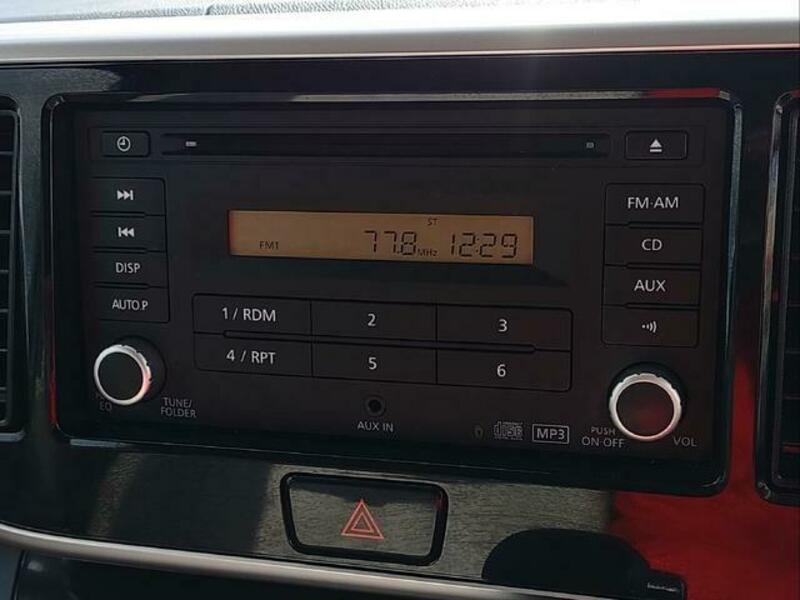 FM1 77.8 MHz ST 12:29
DISP
AUTO.P
1 / RDM
2
3
4 / RPT
5
6
FM·AM
CD
AUX
EQ
TUNE/
FOLDER
AUX IN
MP3
PUSH
ON·OFF
VOL